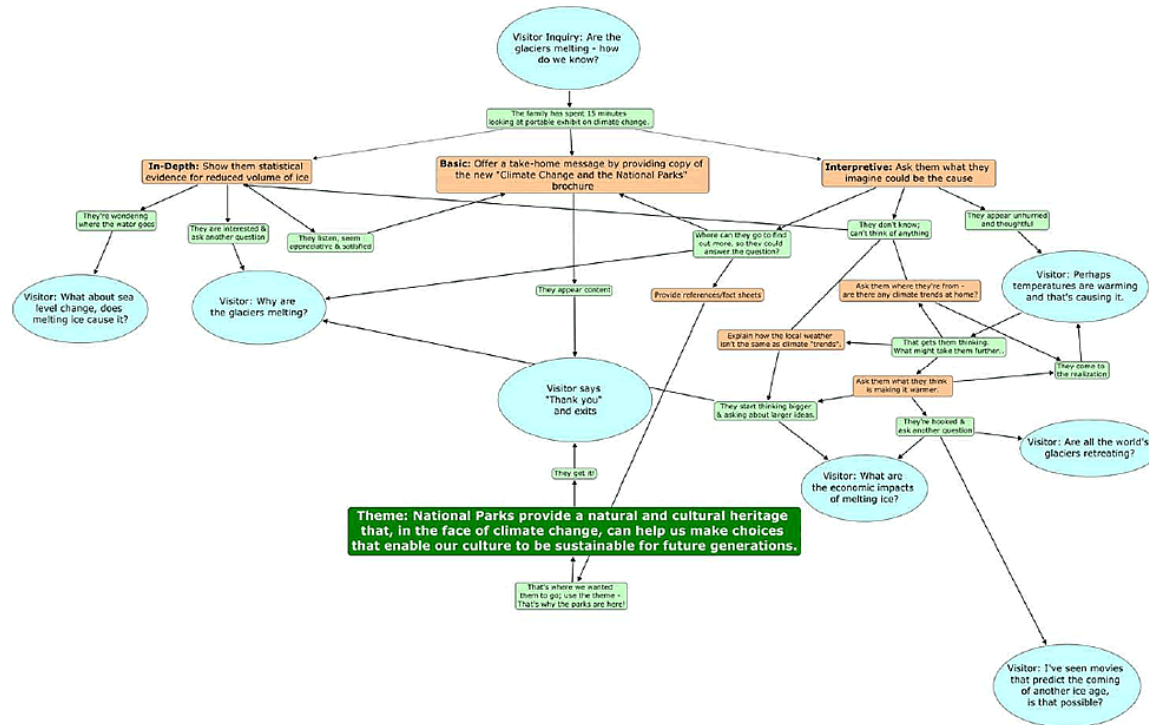 Visitor Inquiry: Are the
glaciers melting - how
do we know?
The family has spent 15 minutes
looking at portable exhibit on climate change.
In-Depth: Show them statistical
evidence for reduced volume of ice
Basic: Offer a take-home message by providing copy of
the new "Climate Change and the National Parks"
brochure
Interpretive: Ask them what they
imagine could be the cause
They're wondering
where the water goes
They are interested &
ask another question
They listen, seem
appreciative & satisfied
Where can they go to find
out more, so they could
answer the question?
They don't know;
can't think of anything
They appear unhurried
and thoughtful
Visitor: What about sea
level change, does
melting ice cause it?
Visitor: Why are
the glaciers melting?
They appear content
Provide references/fact sheets
Ask them where they're from -
are there any climate trends at home?
Visitor: Perhaps
temperatures are warming
and that's causing it.
Explain how the local weather
isn't the same as climate "trends".
That gets them thinking.
What might take them further..
They come to
the realization
Visitor says
"Thank you"
and exits
Ask them what they think
is making it warmer.
They start thinking bigger
& asking about larger ideas.
They're hooked &
ask another question
Visitor: Are all the world's
glaciers retreating?
They get it!
Visitor: What are
the economic impacts
of melting ice?
Theme: National Parks provide a natural and cultural heritage
that, in the face of climate change, can help us make choices
that enable our culture to be sustainable for future generations.
That's where we wanted
them to go; use the theme -
That's why the parks are here!
Visitor: I've seen movies
that predict the coming
of another ice age,
is that possible?